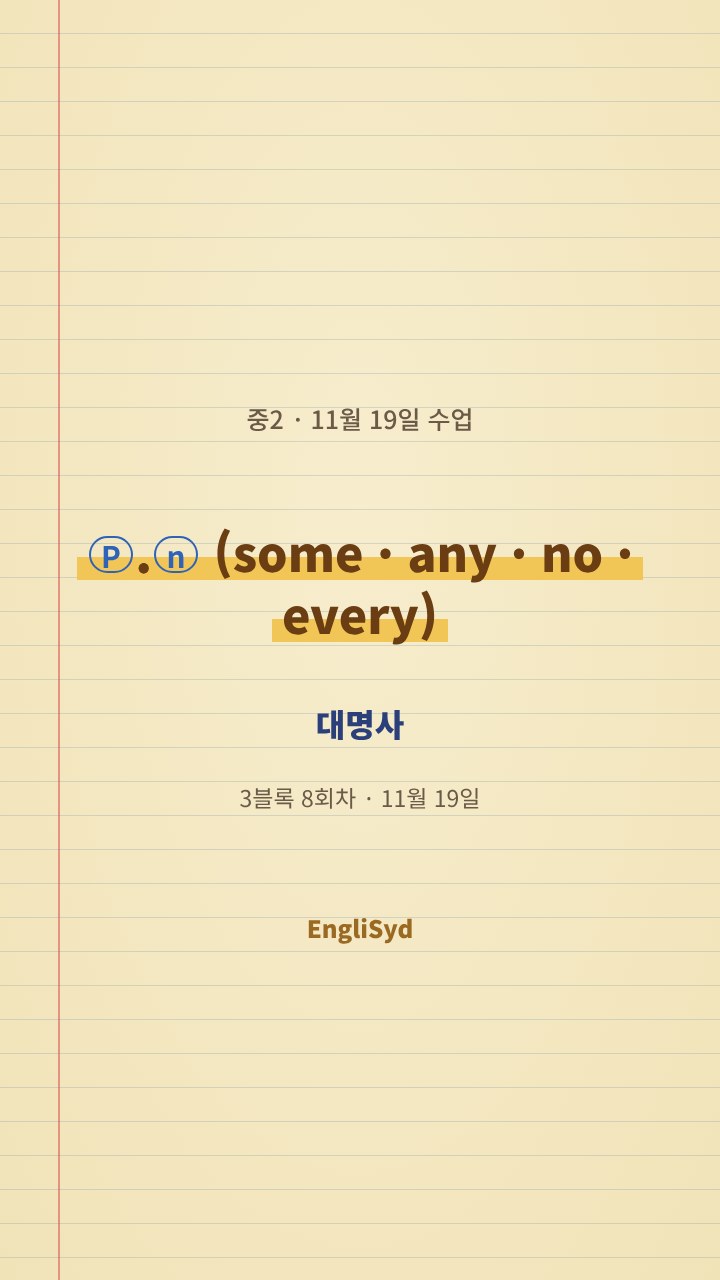 중2 · 11월 19일 수업
Ⓟ.ⓝ (some · any · no ·
every)
대명사
3블록 8회차 · 11월 19일
EngliSyd